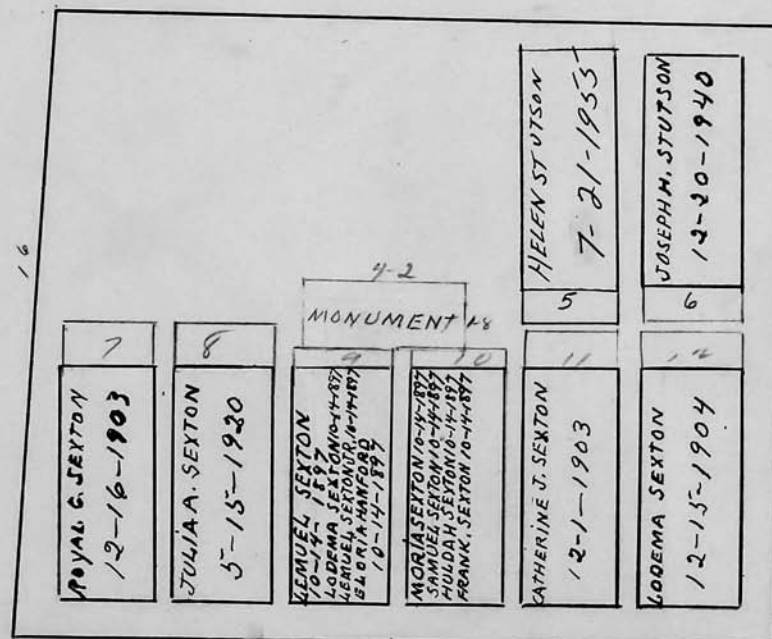 16
HELEN STUTSON
7-21-1955
5
JOSEPH H. STUTSON
12-20-1940
6
4-2
MONUMENT 1-8
7
ROYAL C. SEXTON
12-16-1903
8
JULIA A. SEXTON
5-15-1920
9
LEMUEL SEXTON
10-14-1897
LODEMA SEXTON 10-14-1897
LEMUEL SEXTON JR. 10-14-1897
GLORIA HANFORD
10-14-1897
10
MORIA SEXTON 10-14-1897
SAMUEL SEXTON 10-14-1897
HULDAH SEXTON 10-14-1897
FRANK. SEXTON 10-14-1897
11
KATHERINE J. SEXTON
12-1-1903
12
LODEMA SEXTON
12-15-1904